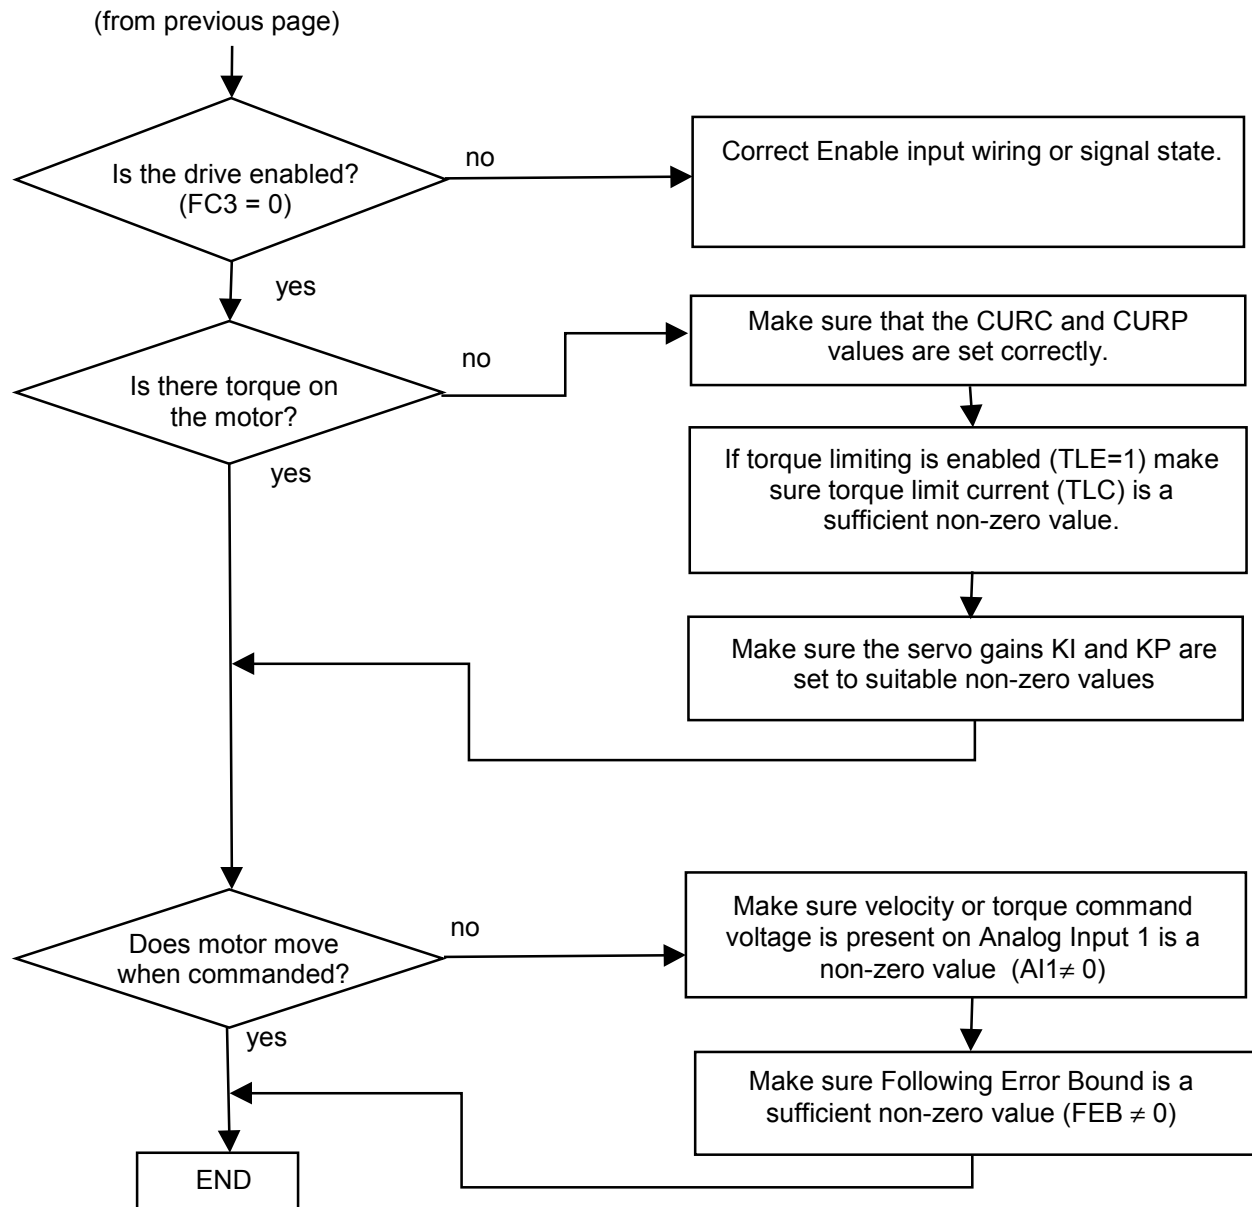 (from previous page)
Is the drive enabled?
(FC3 = 0)
no
Correct Enable input wiring or signal state.
yes
Is there torque on
the motor?
no
Make sure that the CURC and CURP
values are set correctly.
yes
If torque limiting is enabled (TLE=1) make
sure torque limit current (TLC) is a
sufficient non-zero value.
Make sure the servo gains KI and KP are
set to suitable non-zero values
Does motor move
when commanded?
no
Make sure velocity or torque command
voltage is present on Analog Input 1 is a
non-zero value (AI1≠ 0)
yes
Make sure Following Error Bound is a
sufficient non-zero value (FEB ≠ 0)
END